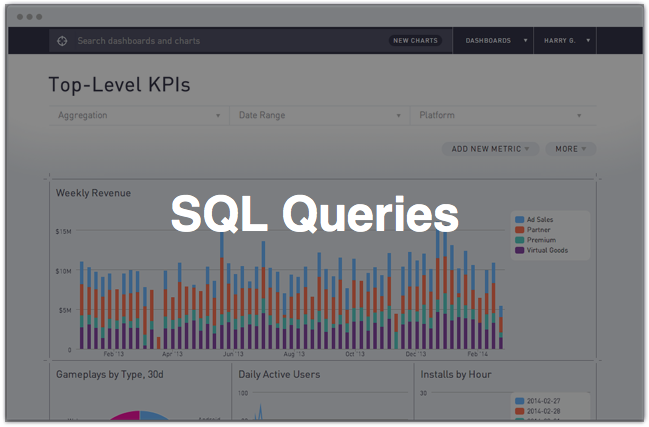 Search dashboards and charts NEW CHARTS DASHBOARDS HARRY G.
Top-Level KPIs
Aggregation Date Range Platform
ADD NEW METRIC MORE
Weekly Revenue
SQL Queries
$15M
$10M
$5M
0
Feb '13 Apr '13 Jun '13 Aug '13 Oct '13 Dec '13 Feb '14
Ad Sales
Partner
Premium
Virtual Goods
Gameplays by Type, 30d Daily Active Users Installs by Hour
100 30
2014-02-27
2014-02-28